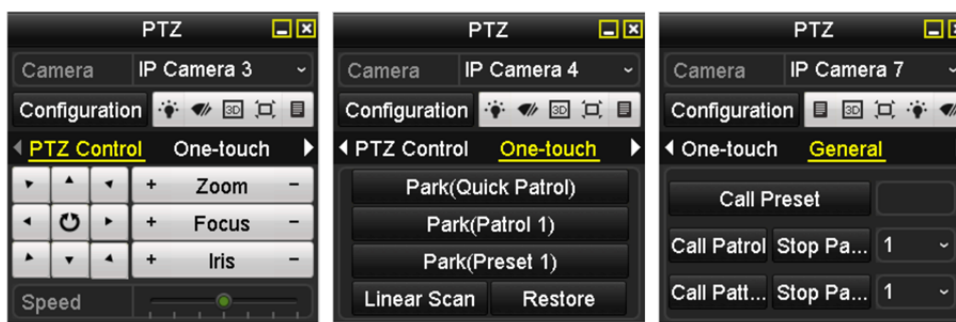 PTZ
Camera IP Camera 3
Configuration 3D
PTZ Control One-touch
+ Zoom -
+ Focus -
+ Iris -
Speed
PTZ
Camera IP Camera 4
Configuration 3D
PTZ Control One-touch
Park(Quick Patrol)
Park(Patrol 1)
Park(Preset 1)
Linear Scan Restore
PTZ
Camera IP Camera 7
Configuration 3D
One-touch General
Call Preset
Call Patrol Stop Pa... 1
Call Patt... Stop Pa... 1